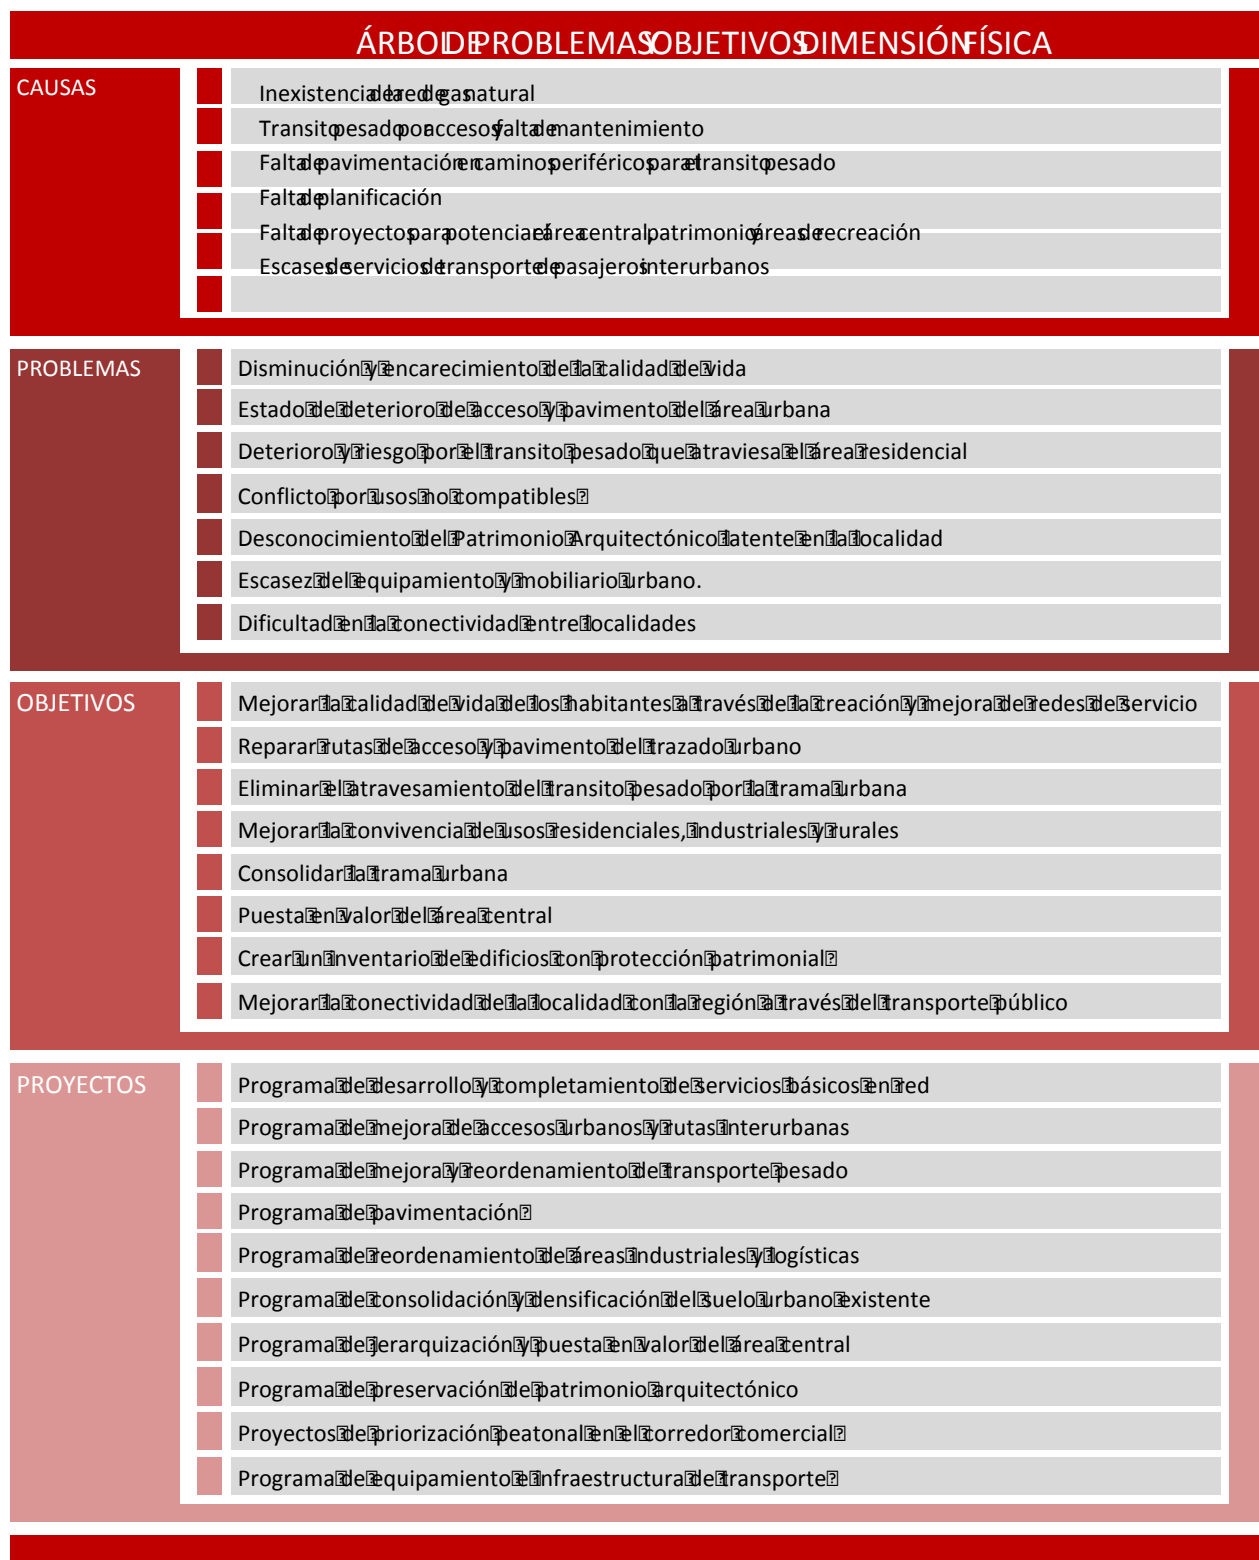 ÁRBOL DE PROBLEMAS Y OBJETIVOS DIMENSIÓN FÍSICA
CAUSAS
Inexistencia de la red de gas natural
Transito pesado por accesos y falta de mantenimiento
Falta de pavimentación en caminos periféricos para el transito pesado
Falta de planificación
Falta de proyectos para potenciar el área central, patrimonio y áreas de recreación
Escases de servicios de transporte de pasajeros interurbanos
PROBLEMAS
Disminución y encarecimiento de la calidad de vida
Estado de deterioro de acceso y pavimento del área urbana
Deterioro y riesgo por el transito pesado que atraviesa el área residencial
Conflicto por usos no compatibles
Desconocimiento del Patrimonio Arquitectónico latente en la localidad
Escasez del equipamiento y mobiliario urbano.
Dificultad en la conectividad entre localidades
OBJETIVOS
Mejorar la calidad de vida de los habitantes a través de la creación y mejora de redes de servicio
Reparar rutas de acceso y pavimento del trazado urbano
Eliminar el atravesamiento del transito pesado por la trama urbana
Mejorar la convivencia de usos residenciales, industriales y rurales
Consolidar la trama urbana
Puesta en valor del área central
Crear un inventario de edificios con protección patrimonial
Mejorar la conectividad de la localidad con la región a través del transporte público
PROYECTOS
Programa de desarrollo y completamiento de servicios básicos en red
Programa de mejora de accesos urbanos y rutas interurbanas
Programa de mejora y reordenamiento de transporte pesado
Programa de pavimentación
Programa de reordenamiento de áreas industriales y logísticas
Programa de consolidación y densificación del suelo urbano existente
Programa de jerarquización y puesta en valor del área central
Programa de preservación de patrimonio arquitectónico
Proyectos de priorización peatonal en el corredor comercial
Programa de equipamiento e infraestructura de transporte